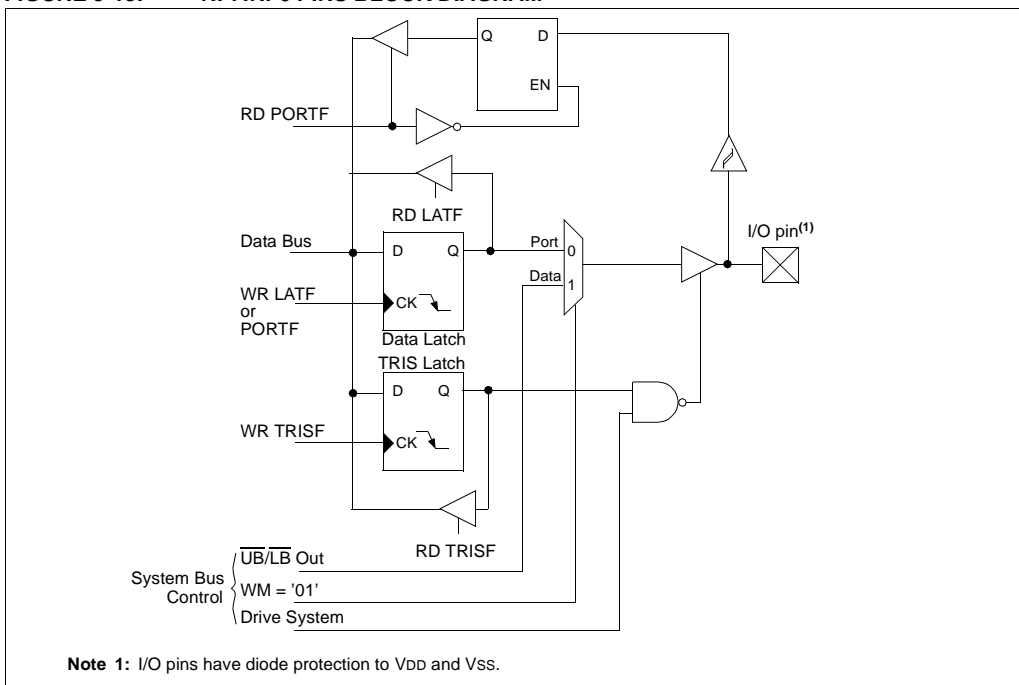 Q D
EN
RD PORTF
RD LATF
I/O pin(1)
Data Bus
D Q
Port 0
Data 1
WR LATF
or
PORTF
CK
Data Latch
TRIS Latch
D Q
WR TRISF
CK
RD TRISF
UB/LB Out
System Bus
Control
WM = '01'
Drive System
Note 1: I/O pins have diode protection to VDD and VSS.